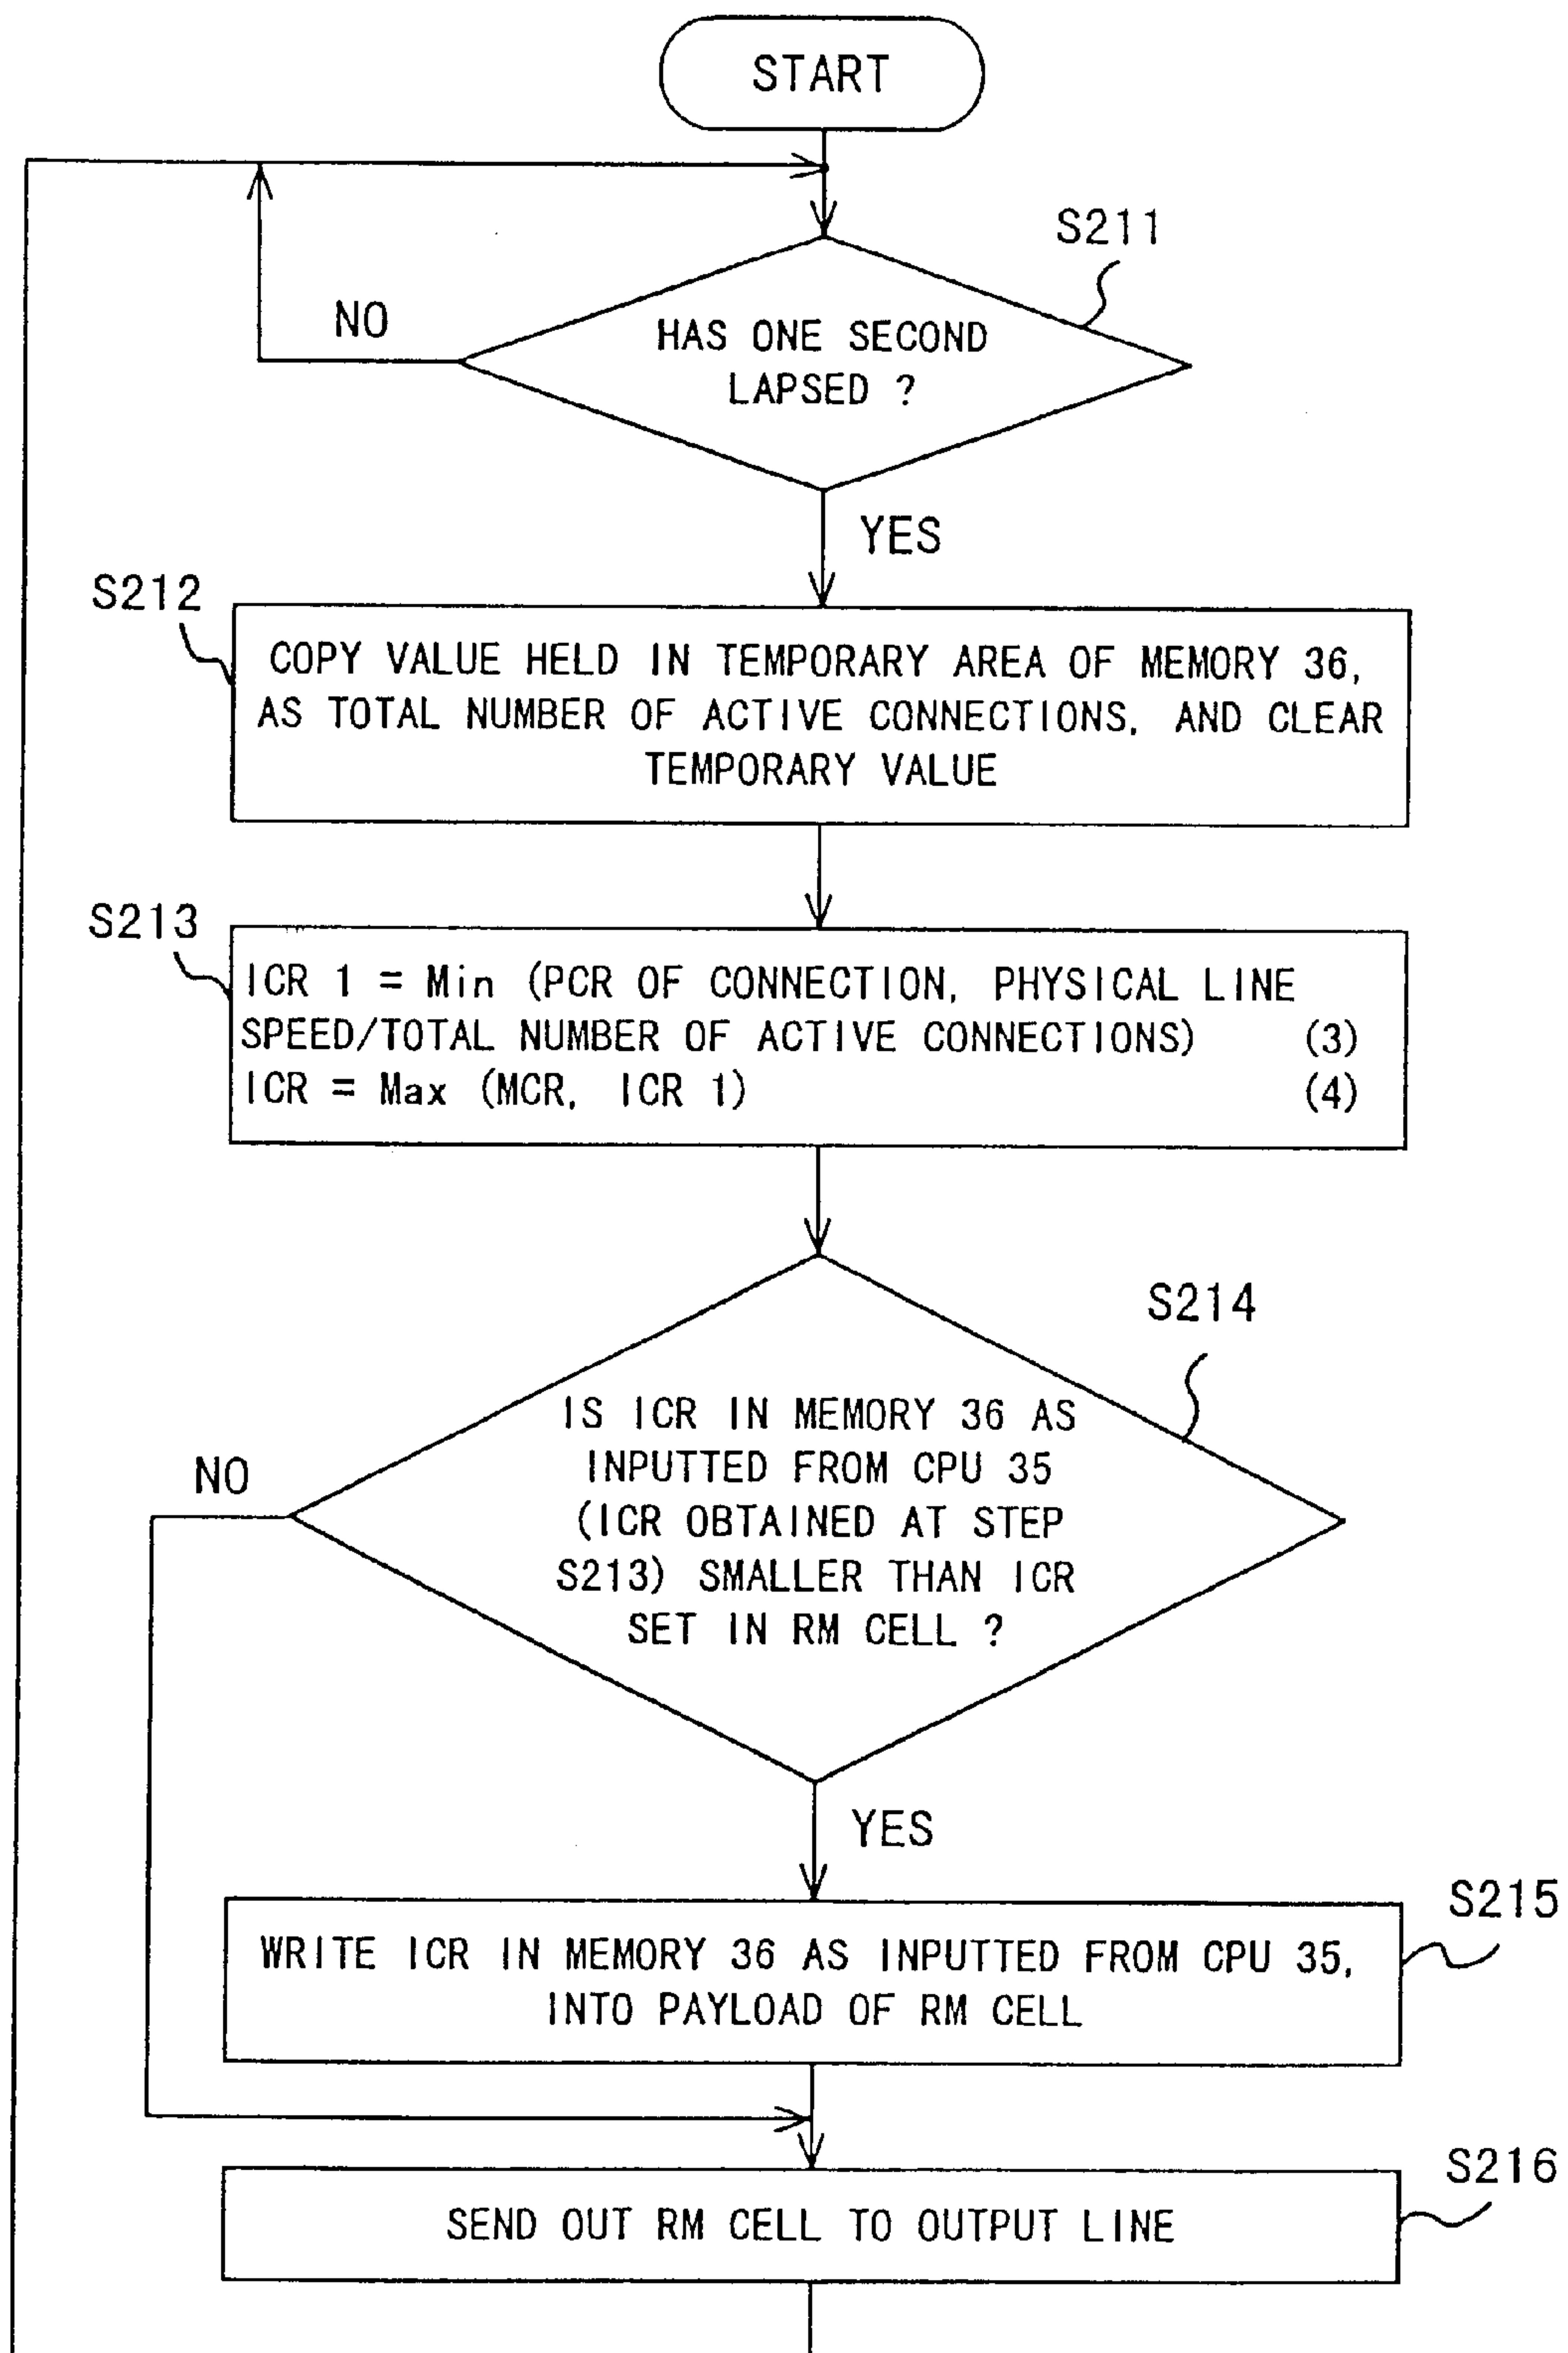 START
S211
NO
HAS ONE SECOND
LAPSED ?
YES
S212
COPY VALUE HELD IN TEMPORARY AREA OF MEMORY 36,
AS TOTAL NUMBER OF ACTIVE CONNECTIONS, AND CLEAR
TEMPORARY VALUE
S213
ICR 1 = Min (PCR OF CONNECTION, PHYSICAL LINE
SPEED/TOTAL NUMBER OF ACTIVE CONNECTIONS) (3)
ICR = Max (MCR, ICR 1) (4)
S214
NO
IS ICR IN MEMORY 36 AS
INPUTTED FROM CPU 35
(ICR OBTAINED AT STEP
S213) SMALLER THAN ICR
SET IN RM CELL ?
YES
S215
WRITE ICR IN MEMORY 36 AS INPUTTED FROM CPU 35,
INTO PAYLOAD OF RM CELL
S216
SEND OUT RM CELL TO OUTPUT LINE